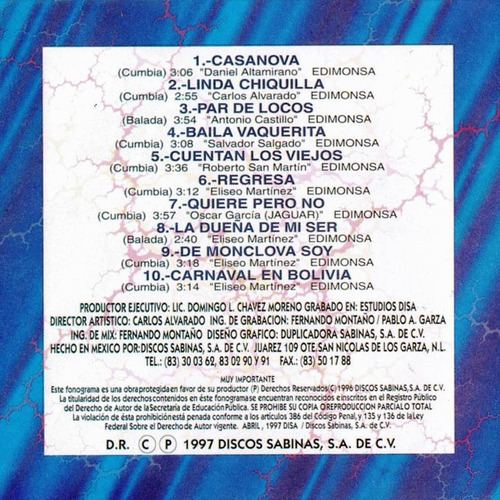 1.-CASANOVA
(Cumbia) 3:06 "Daniel Altamirano" EDIMONSA
2.-LINDA CHIQUILLA
(Cumbia) 2:55 "Carlos Alvarado" EDIMONSA
3.-PAR DE LOCOS
(Balada) 3:54 "Antonio Castillo" EDIMONSA
4.-BAILA VAQUERITA
(Cumbia) 3:08 "Salvador Salgado" EDIMONSA
5.-CUENTAN LOS VIEJOS
(Cumbia) 3:36 "Roberto San Martín" EDIMONSA
6.-REGRESA
(Cumbia) 3:12 "Eliseo Martínez" EDIMONSA
7.-QUIERE PERO NO
(Cumbia) 3:57 "Oscar García (JAGUAR)" EDIMONSA
8.-LA DUEÑA DE MI SER
(Balada) 2:40 "Eliseo Martínez" EDIMONSA
9.-DE MONCLOVA SOY
(Cumbia) 3:18 "Eliseo Martínez" EDIMONSA
10.-CARNAVAL EN BOLIVIA
(Cumbia) 3:14 "Eliseo Martínez" EDIMONSA
PRODUCTOR EJECUTIVO: LIC. DOMINGO L. CHAVEZ MORENO GRABADO EN: ESTUDIOS DISA
DIRECTOR ARTÍSTICO: CARLOS ALVARADO ING. DE GRABACION: FERNANDO MONTAÑO / PABLO A. GARZA
ING. DE MIX: FERNANDO MONTAÑO DISEÑO GRAFICO: DUPLICADORA SABINAS, S.A. DE C.V.
HECHO EN MEXICO POR:DISCOS SABINAS, S.A. DE C.V. JUAREZ 109 OTE, SAN NICOLAS DE LOS GARZA, N.L.
TEL.: (83) 30 03 62, 83 09 90 Y 91 FAX.: (83) 50 17 88
MUY IMPORTANTE
Este fonograma es una obra protegida en favor de su productor (P) Derechos Reservados (C) 1996 DISCOS SABINAS, S.A. DE C.V.
La titularidad de los derechos contenidos en éste fonograma se encuentran reconocidos e inscritos en el Registro Público
del Derecho de Autor de la Secretaría de Educación Pública. SE PROHIBE SU COPIA O REPRODUCCION PARCIAL O TOTAL
La violación de ésta prohibición está penada conforme a los artículos 386 del Código Penal, y 135 y 136 de la Ley
Federal Sobre el Derecho de Autor vigente. ABRIL, 1997 DISA / Discos Sabinas, S.A. de C.V.
D.R. Ⓒ Ⓟ 1997 DISCOS SABINAS, S.A. DE C.V.